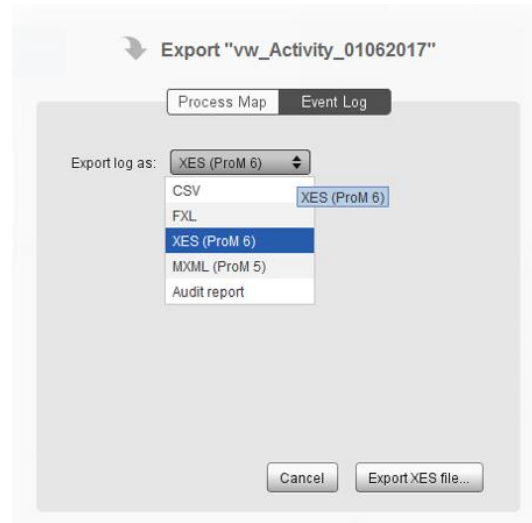 Export "vw_Activity_01062017"
Process Map Event Log
Export log as: XES (ProM 6)
CSV
XES (ProM 6)
FXL
XES (ProM 6)
MXML (ProM 5)
Audit report
Cancel Export XES file...